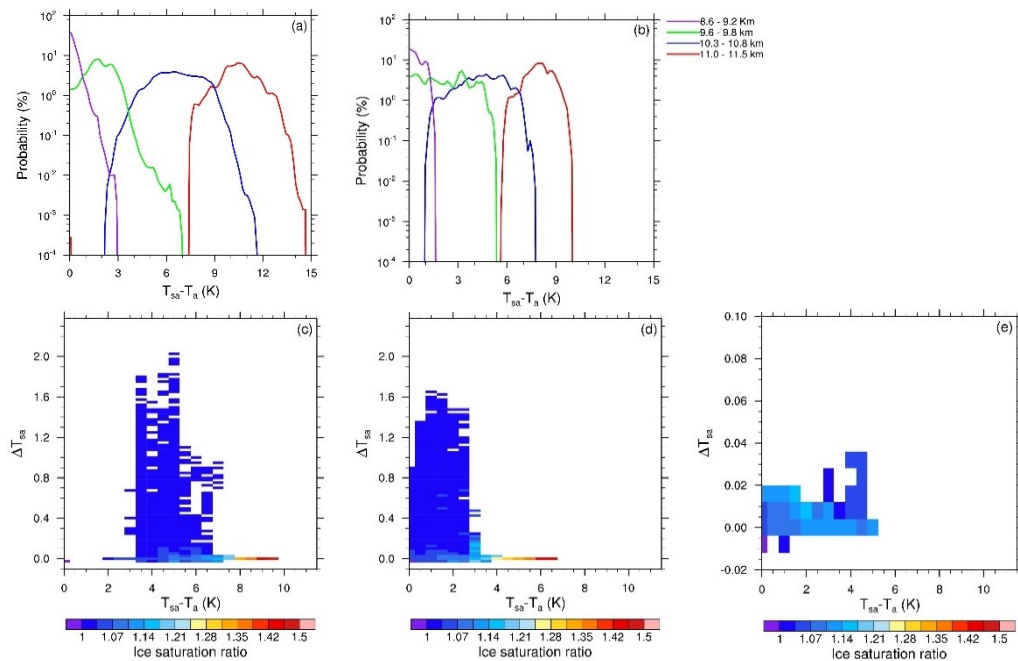 (a)
10²
10¹
10⁰
10⁻¹
10⁻²
10⁻³
10⁻⁴
Probability (%)
0 3 6 9 12 15
Tsa-Ta (K)
(b)
10²
10¹
10⁰
10⁻¹
10⁻²
10⁻³
10⁻⁴
Probability (%)
0 3 6 9 12 15
Tsa-Ta (K)
8.6 - 9.2 Km
9.6 - 9.8 km
10.3 - 10.8 km
11.0 - 11.5 km
(c)
2.0
1.6
1.2
0.8
0.4
0.0
ΔTsa
0 2 4 6 8 10
Tsa-Ta (K)
1 1.07 1.14 1.21 1.28 1.35 1.42 1.5
Ice saturation ratio
(d)
2.0
1.6
1.2
0.8
0.4
0.0
ΔTsa
0 2 4 6 8 10
Tsa-Ta (K)
1 1.07 1.14 1.21 1.28 1.35 1.42 1.5
Ice saturation ratio
(e)
0.10
0.08
0.06
0.04
0.02
0.00
-0.02
ΔTsa
0 2 4 6 8 10
Tsa-Ta (K)
1 1.07 1.14 1.21 1.28 1.35 1.42 1.5
Ice saturation ratio